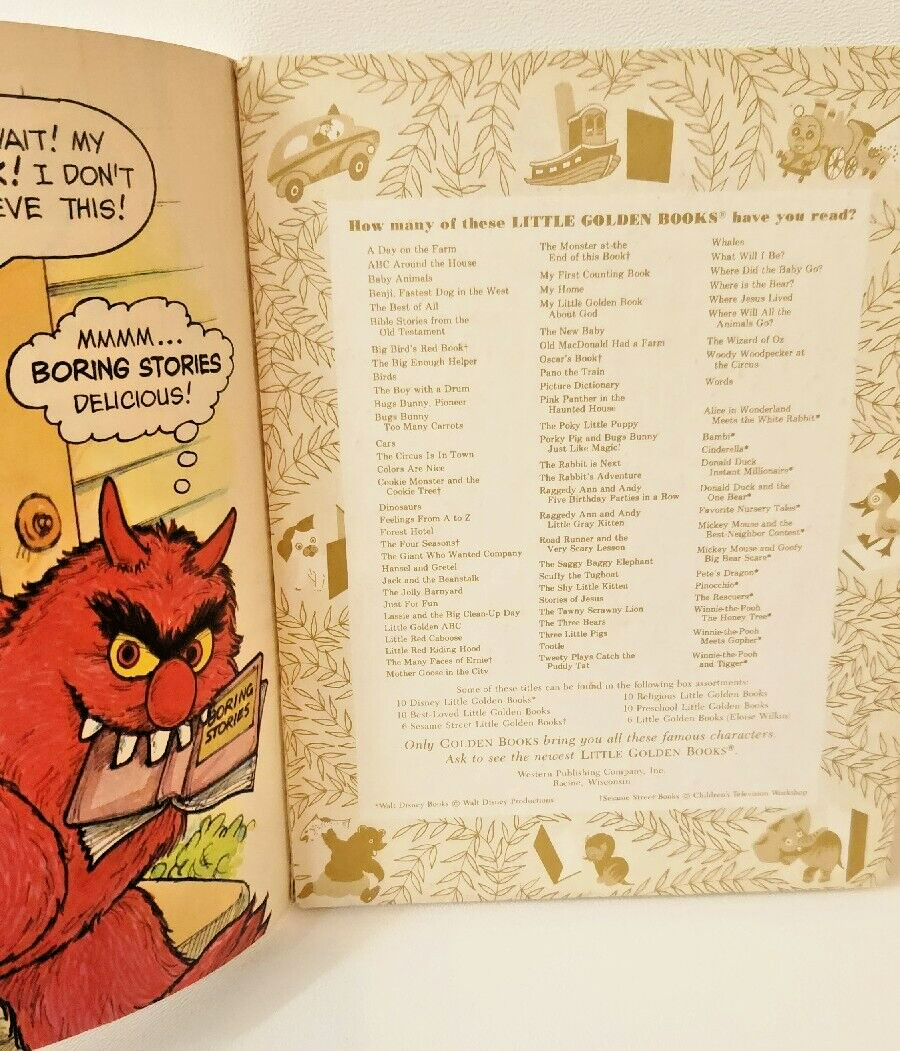 WAIT! MY
! I DON'T
EVE THIS!
MMMM...
BORING STORIES
DELICIOUS!
BORING
STORIES
How many of these LITTLE GOLDEN BOOKS® have you read?
A Day on the Farm
ABC Around the House
Baby Animals
Benji, Fastest Dog in the West
The Best of All
Bible Stories from the
Old Testament
Big Bird's Red Book†
The Big Enough Helper
Birds
The Boy with a Drum
Bugs Bunny, Pioneer
Bugs Bunny
Too Many Carrots
Cars
The Circus Is In Town
Colors Are Nice
Cookie Monster and the
Cookie Tree†
Dinosaurs
Feelings From A to Z
Forest Hotel
The Four Seasons†
The Giant Who Wanted Company
Hansel and Gretel
Jack and the Beanstalk
The Jolly Barnyard
Just For Fun
Lassie and the Big Clean-Up Day
Little Golden ABC
Little Red Caboose
Little Red Riding Hood
The Many Faces of Ernie†
Mother Goose in the City
The Monster at the
End of this Book†
My First Counting Book
My Home
My Little Golden Book
About God
The New Baby
Old MacDonald Had a Farm
Oscar's Book†
Pano the Train
Picture Dictionary
Pink Panther in the
Haunted House
The Poky Little Puppy
Porky Pig and Bugs Bunny
Just Like Magic!
The Rabbit is Next
The Rabbit's Adventure
Raggedy Ann and Andy
Five Birthday Parties in a Row
Raggedy Ann and Andy
Little Gray Kitten
Road Runner and the
Very Scary Lesson
The Saggy Baggy Elephant
Scuffy the Tugboat
The Shy Little Kitten
Stories of Jesus
The Tawny Scrawny Lion
The Three Bears
Three Little Pigs
Tootle
Tweety Plays Catch the
Puddy Tat
Whales
What Will I Be?
Where Did the Baby Go?
Where is the Bear?
Where Jesus Lived
Where Will All the
Animals Go?
The Wizard of Oz
Woody Woodpecker at
the Circus
Words
Alice in Wonderland
Meets the White Rabbit*
Bambi*
Cinderella*
Donald Duck
Instant Millionaire*
Donald Duck and the
One Bear*
Favorite Nursery Tales*
Mickey Mouse and the
Best-Neighbor Contest*
Mickey Mouse and Goofy
Big Bear Scare*
Pete's Dragon*
Pinocchio*
The Rescuers*
Winnie-the-Pooh
The Honey Tree*
Winnie-the-Pooh
Meets Gopher*
Winnie-the-Pooh
and Tigger*
Some of these titles can be found in the following box assortments:
10 Disney Little Golden Books*
10 Best-Loved Little Golden Books
6 Sesame Street Little Golden Books†
10 Religious Little Golden Books
10 Preschool Little Golden Books
6 Little Golden Books (Eloise Wilkin)
Only GOLDEN BOOKS bring you all these famous characters
Ask to see the newest LITTLE GOLDEN BOOKS®.
Western Publishing Company, Inc.
Racine, Wisconsin
*Walt Disney Books © Walt Disney Productions
†Sesame Street Books © Children's Television Workshop